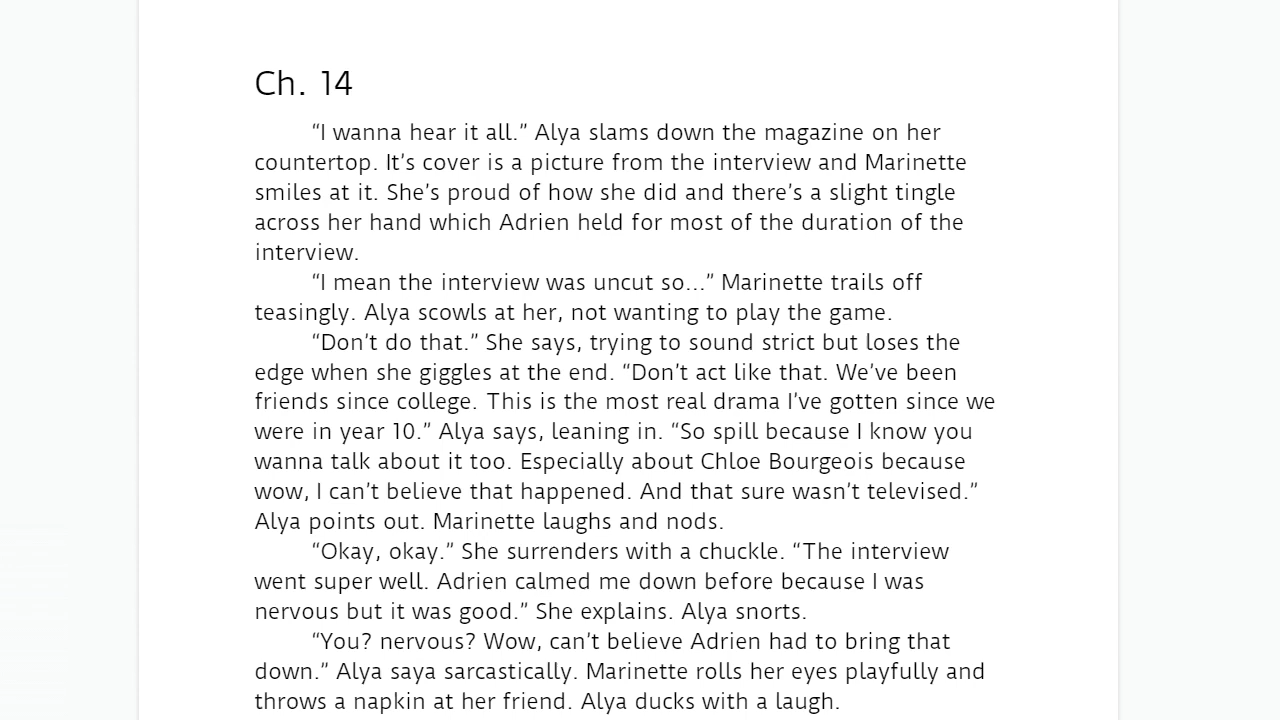 Ch. 14
“I wanna hear it all.” Alya slams down the magazine on her
countertop. It’s cover is a picture from the interview and Marinette
smiles at it. She’s proud of how she did and there’s a slight tingle
across her hand which Adrien held for most of the duration of the
interview.
“I mean the interview was uncut so...” Marinette trails off
teasingly. Alya scowls at her, not wanting to play the game.
“Don’t do that.” She says, trying to sound strict but loses the
edge when she giggles at the end. “Don’t act like that. We’ve been
friends since college. This is the most real drama I’ve gotten since we
were in year 10.” Alya says, leaning in. “So spill because I know you
wanna talk about it too. Especially about Chloe Bourgeois because
wow, I can’t believe that happened. And that sure wasn’t televised.”
Alya points out. Marinette laughs and nods.
“Okay, okay.” She surrenders with a chuckle. “The interview
went super well. Adrien calmed me down before because I was
nervous but it was good.” She explains. Alya snorts.
“You? nervous? Wow, can’t believe Adrien had to bring that
down.” Alya saya sarcastically. Marinette rolls her eyes playfully and
throws a napkin at her friend. Alya ducks with a laugh.